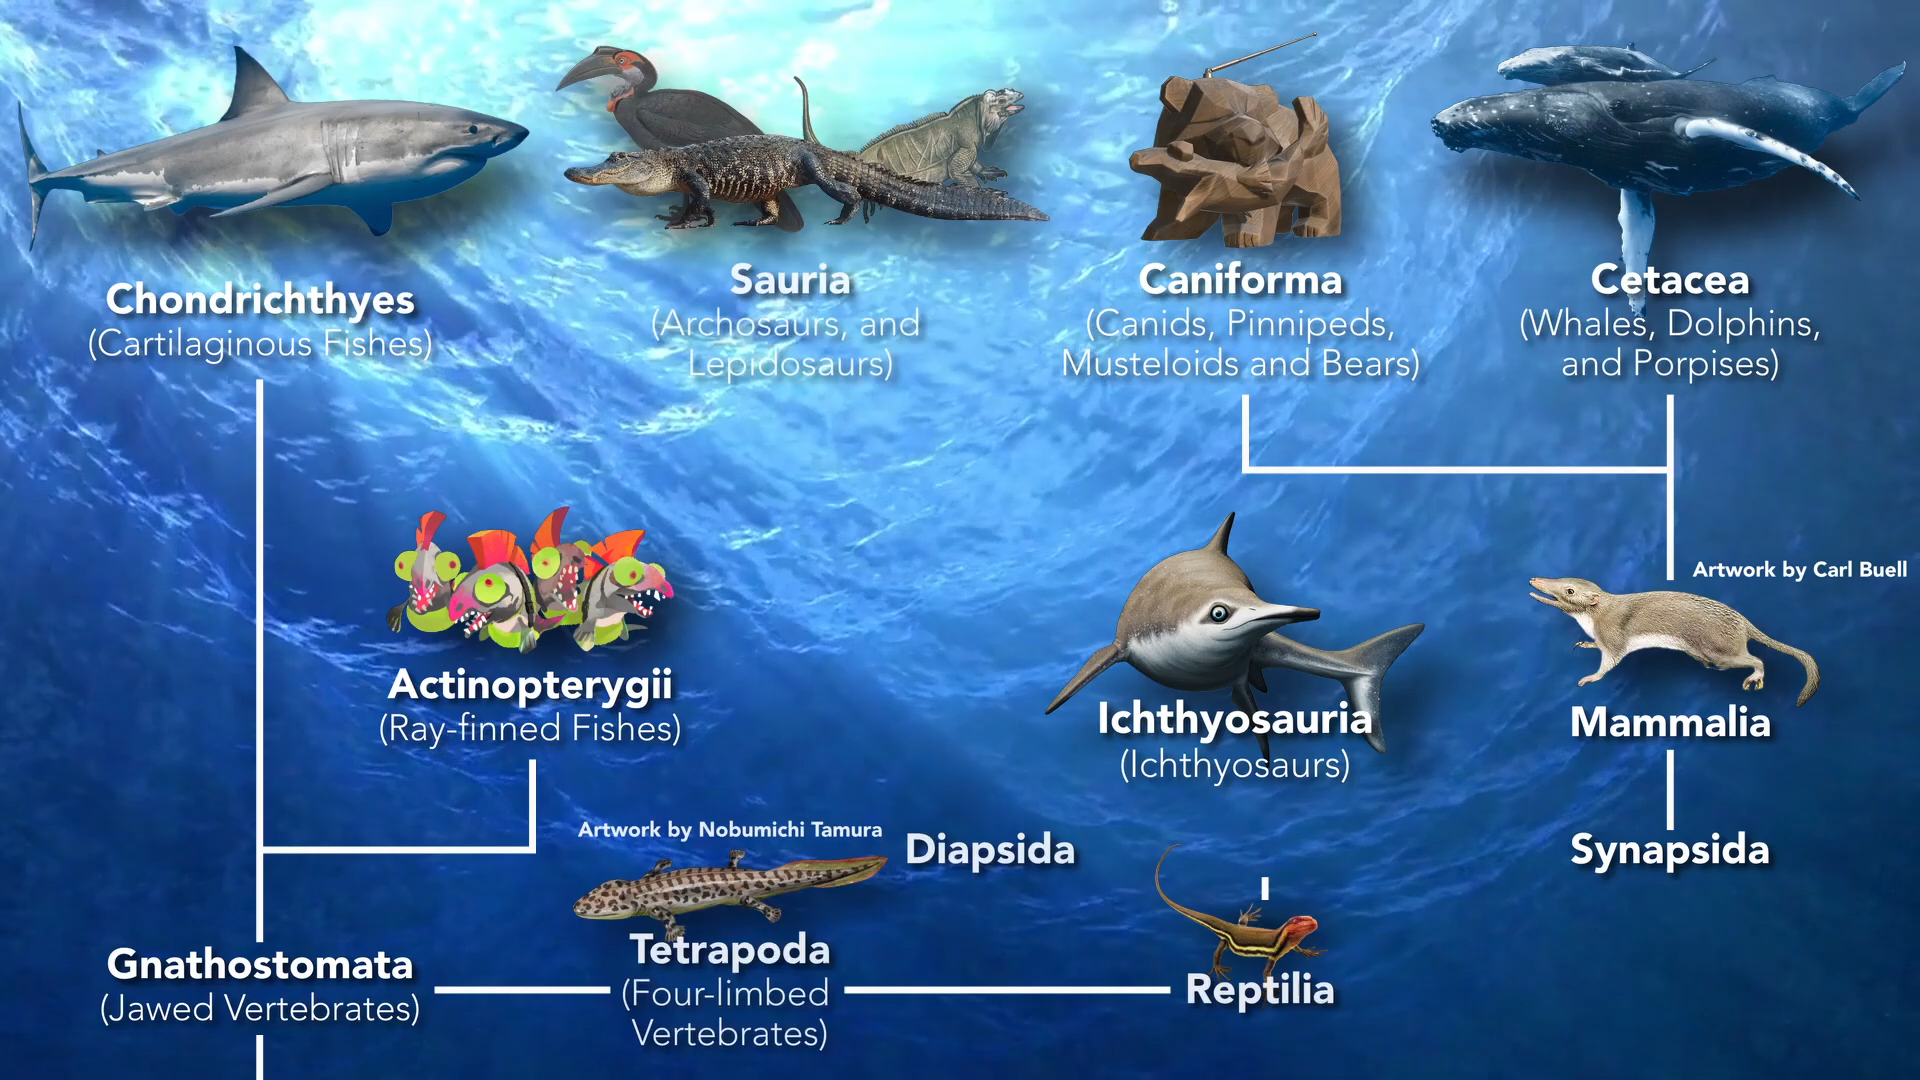 Chondrichthyes
(Cartilaginous Fishes)
Sauria
(Archosaurs, and
Lepidosaurs)
Caniforma
(Canids, Pinnipeds,
Musteloids and Bears)
Cetacea
(Whales, Dolphins,
and Porpises)
Artwork by Carl Buell
Actinopterygii
(Ray-finned Fishes)
Ichthyosauria
(Ichthyosaurs)
Mammalia
Artwork by Nobumichi Tamura
Diapsida
Synapsida
Gnathostomata
(Jawed Vertebrates)
Tetrapoda
(Four-limbed
Vertebrates)
Reptilia